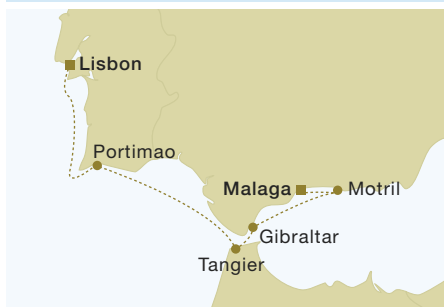 Lisbon
Portimao
Malaga
Motril
Gibraltar
Tangier